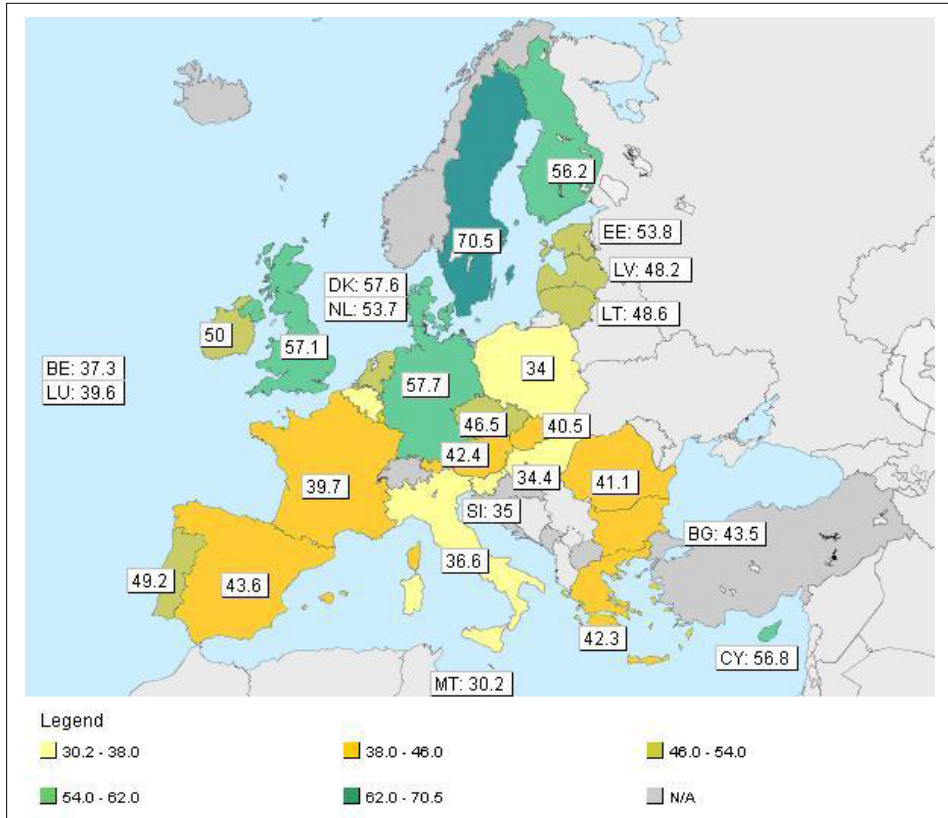 56.2
70.5
EE: 53.8
LV: 48.2
LT: 48.6
DK: 57.6
NL: 53.7
50
57.1
BE: 37.3
LU: 39.6
57.7
34
46.5
40.5
42.4
34.4
41.1
39.7
SI: 35
BG: 43.5
36.6
49.2
43.6
42.3
CY: 56.8
MT: 30.2
Legend
30.2 - 38.0
38.0 - 46.0
46.0 - 54.0
54.0 - 62.0
62.0 - 70.5
N/A